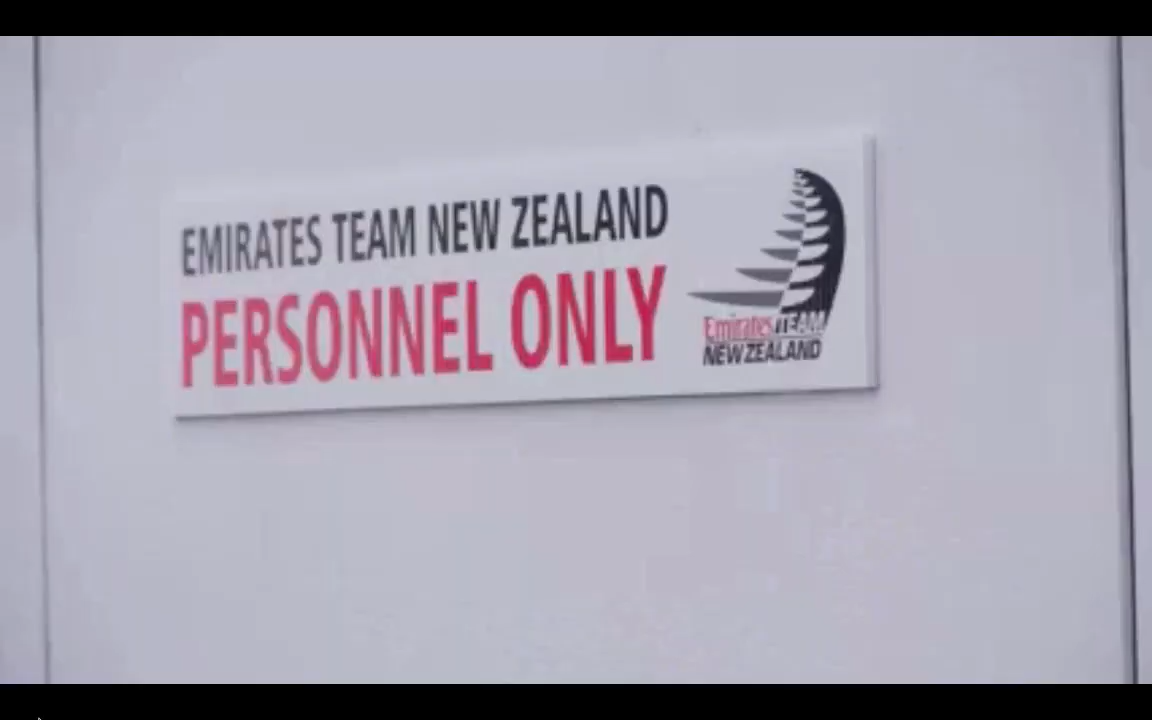 EMIRATES TEAM NEW ZEALAND
PERSONNEL ONLY
Emirates TEAM
NEW ZEALAND